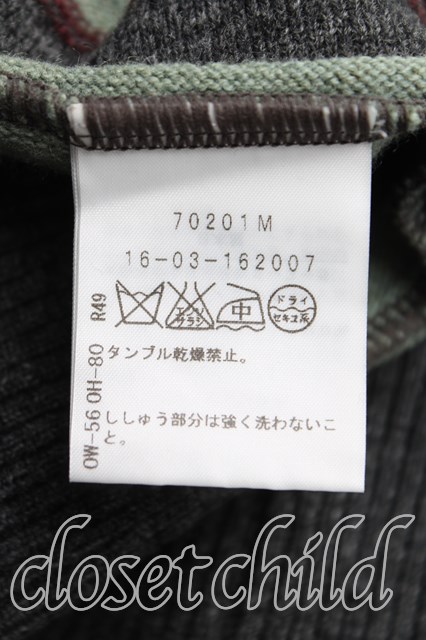 70201M
16-03-162007
エンソ
サラシ
中
ドライ
セキユ系
タンブル乾燥禁止。
ししゅう部分は強く洗わないこ
と。
OW-56 OH-80 R49
closet child